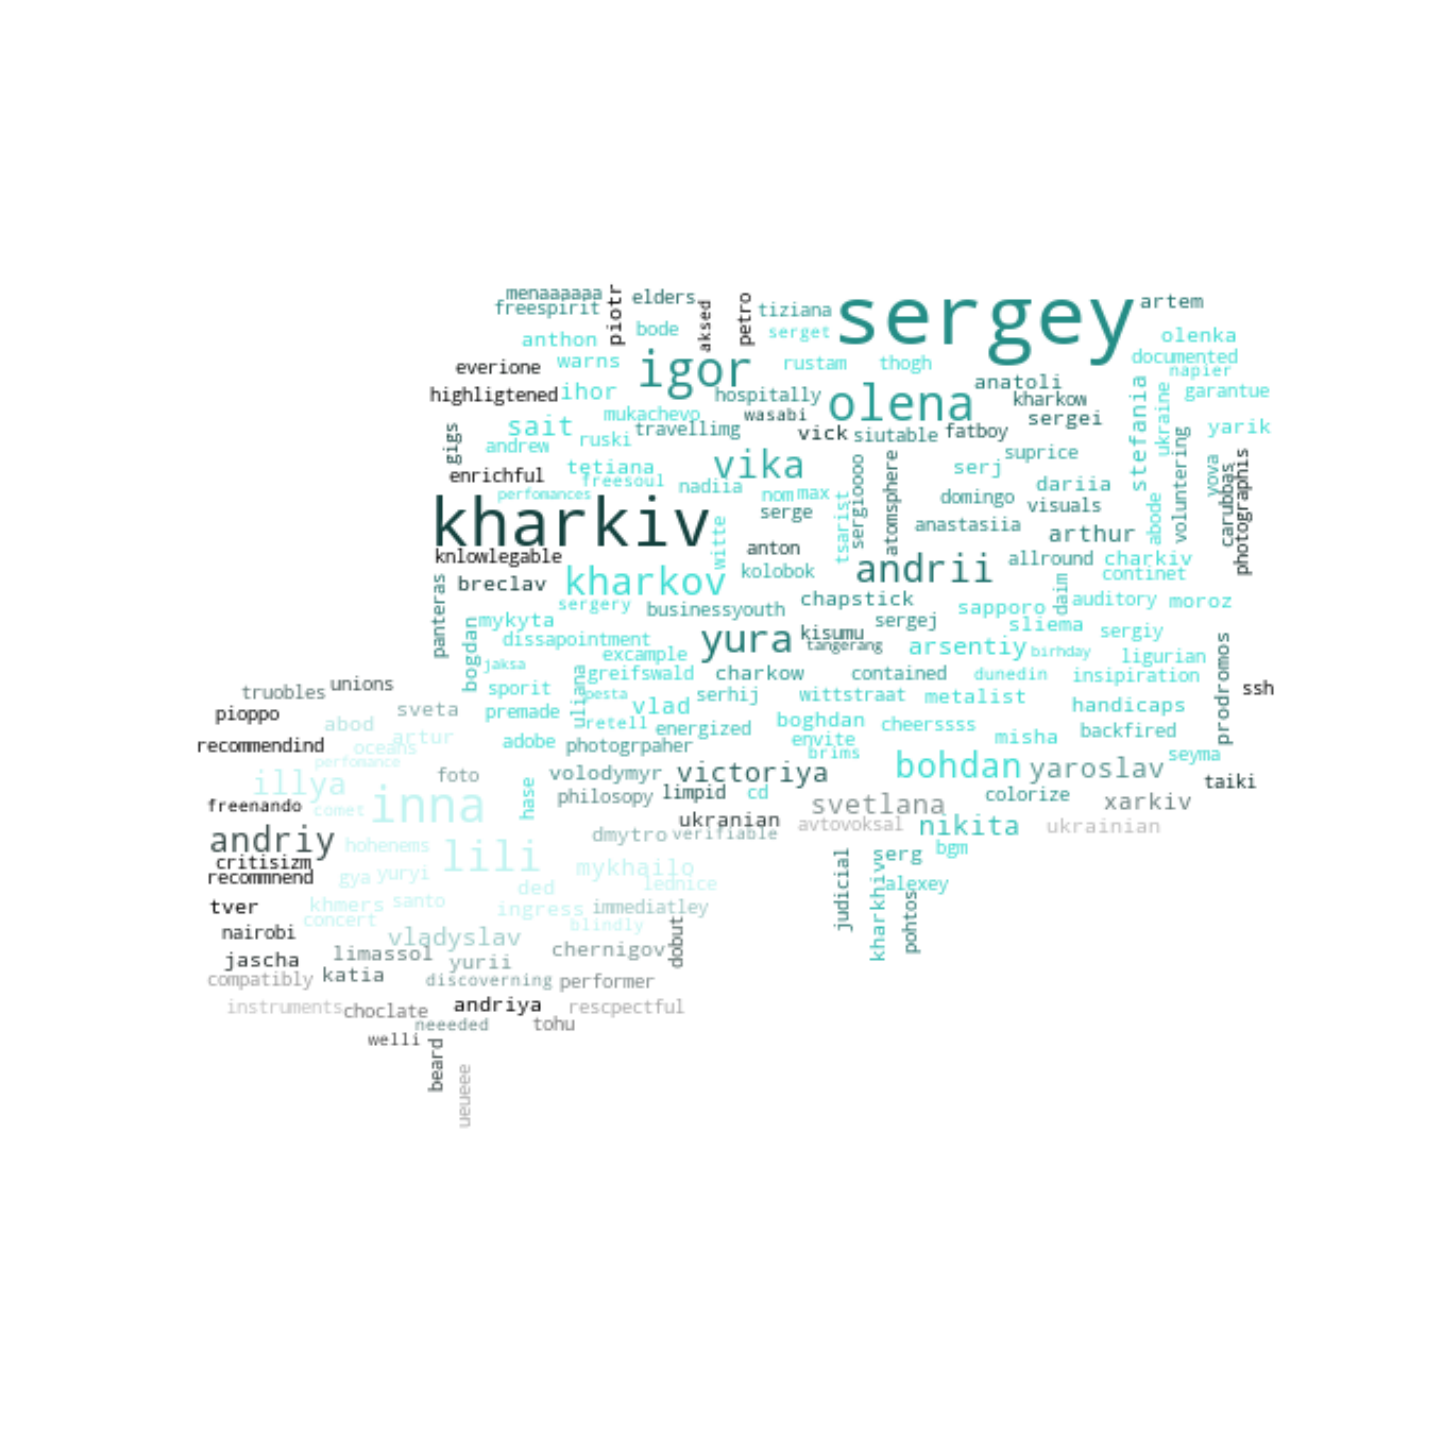 menaaaaaa
freespirit
piotr
elders
aksed
petro
tiziana
sergey
artem
anthon
bode
serget
olenka
everione
warns
igor
rustam
thogh
documented
napier
highligtened
ihor
hospitally
olena
anatoli
kharkow
stefania
ukraine
garantue
mukachevo
wasabi
sergei
gigs
sait
travellimg
vick
siutable
fatboy
yarik
andrew
ruski
voluntering
enrichful
tetiana
freesoul
vika
serj
suprice
yova
carubbas
photographis
perfomances
nadiia
nom
max
tsarist
sergioooo
atomsphere
domingo
dariia
visuals
abode
kharkiv
witte
serge
anastasiia
arthur
knlowlegable
anton
allround
charkiv
breclav
kharkov
kolobok
andrii
daim
continet
panteras
sergery
businessyouth
chapstick
sapporo
auditory
moroz
bogdan
mykyta
dissapointment
yura
kisumu
sergej
sliema
sergiy
jaksa
excample
tangerang
arsentiy
birhday
ligurian
prodromos
truobles
unions
sporit
uliana
greifswald
pesta
charkow
contained
dunedin
insipiration
ssh
pioppo
sveta
premade
vlad
serhij
wittstraat
metalist
handicaps
abod
artur
retell
energized
boghdan
cheerssss
backfired
recommendind
oceans
adobe
photogrpaher
envite
misha
perfomance
brims
seyma
illya
foto
volodymyr
victoriya
bohdan
yaroslav
taiki
freenando
comet
inna
hase
philosopy
limpid
cd
svetlana
colorize
xarkiv
andriy
ukranian
avtovoksal
nikita
ukrainian
hohenems
dmytro
verifiable
critisizm
lili
judicial
serg
bgm
recommnend
gya
yuryi
mykhailo
kharkhiv
alexey
ded
lednice
tver
khmers
santo
ingress
immediatley
pohtos
concert
blindly
nairobi
vladyslav
dobut
jascha
limassol
yurii
chernigov
compatibly
katia
discoverning
performer
instruments
choclate
andriya
rescpectful
neeeded
tohu
welli
beard
ueueee